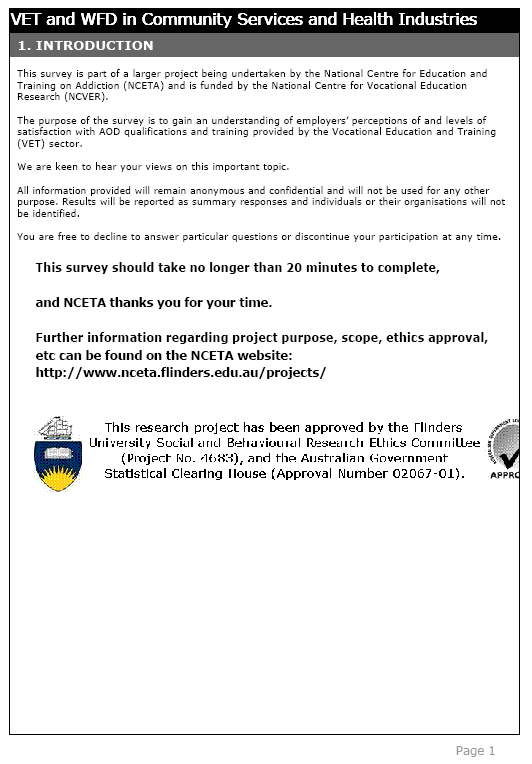 VET and WFD in Community Services and Health Industries
1. INTRODUCTION
This survey is part of a larger project being undertaken by the National Centre for Education and
Training on Addiction (NCETA) and is funded by the National Centre for Vocational Education
Research (NCVER).
The purpose of the survey is to gain an understanding of employers' perceptions of and levels of
satisfaction with AOD qualifications and training provided by the Vocational Education and Training
(VET) sector.
We are keen to hear your views on this important topic.
All information provided will remain anonymous and confidential and will not be used for any other
purpose. Results will be reported as summary responses and individuals or their organisations will not
be identified.
You are free to decline to answer particular questions or discontinue your participation at any time.
This survey should take no longer than 20 minutes to complete,
and NCETA thanks you for your time.
Further information regarding project purpose, scope, ethics approval,
etc can be found on the NCETA website:
http://www.nceta.flinders.edu.au/projects/
This research project has been approved by the Flinders
University Social and Behavioural Research Ethics Committee
(Project No. 4683), and the Australian Government
Statistical Clearing House (Approval Number 02067-01).
APPRO
Page 1